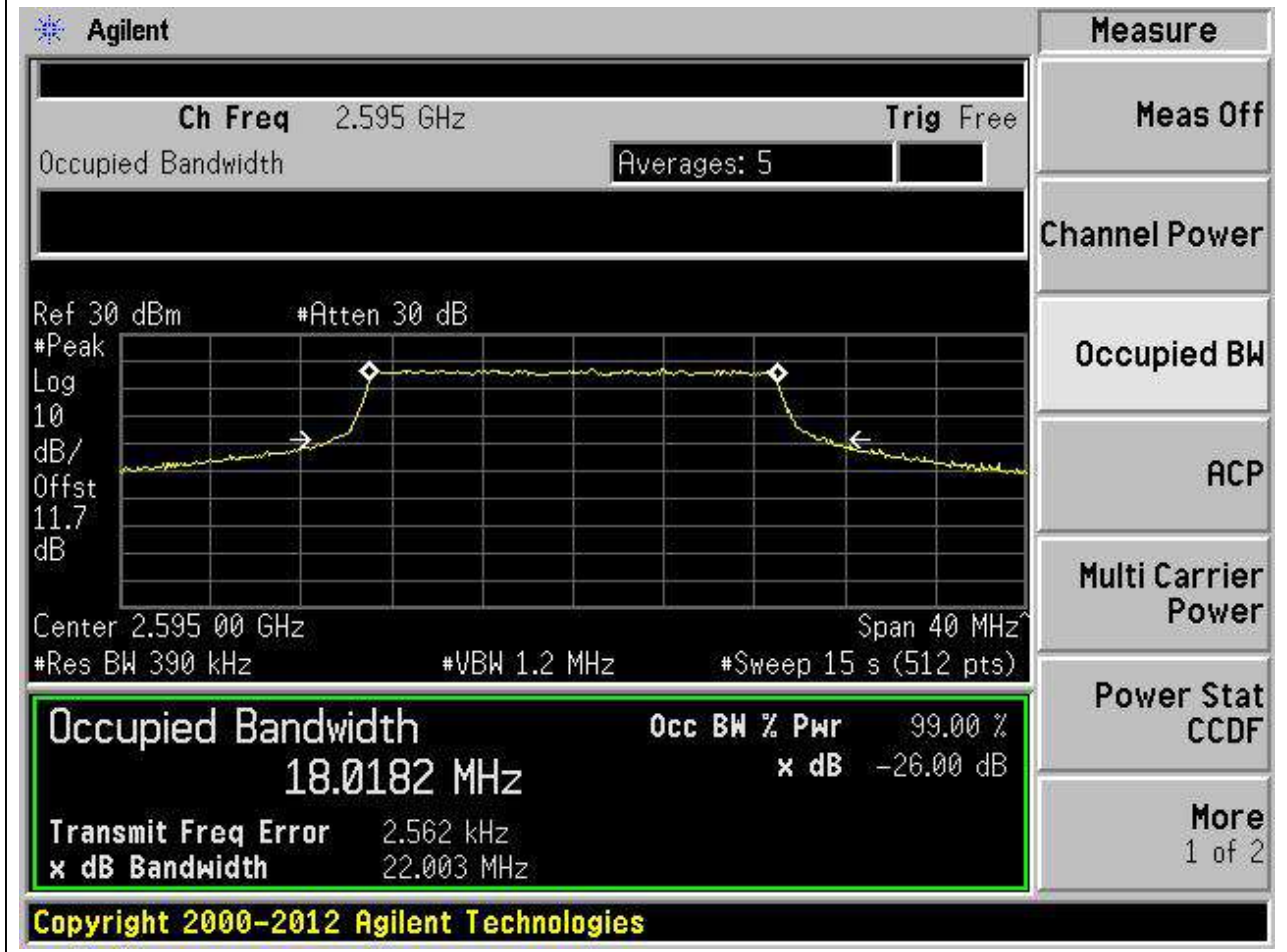 Agilent
Measure
Ch Freq 2.595 GHz Trig Free
Occupied Bandwidth Averages: 5
Meas Off
Channel Power
Occupied BW
ACP
Multi Carrier
Power
Power Stat
CCDF
More
1 of 2
Ref 30 dBm #Atten 30 dB
#Peak
Log
10
dB/
Offst
11.7
dB
Center 2.595 00 GHz Span 40 MHz^
#Res BW 390 kHz #VBW 1.2 MHz #Sweep 15 s (512 pts)
Occupied Bandwidth
18.0182 MHz
Occ BW % Pwr 99.00 %
x dB -26.00 dB
Transmit Freq Error 2.562 kHz
x dB Bandwidth 22.003 MHz
Copyright 2000-2012 Agilent Technologies